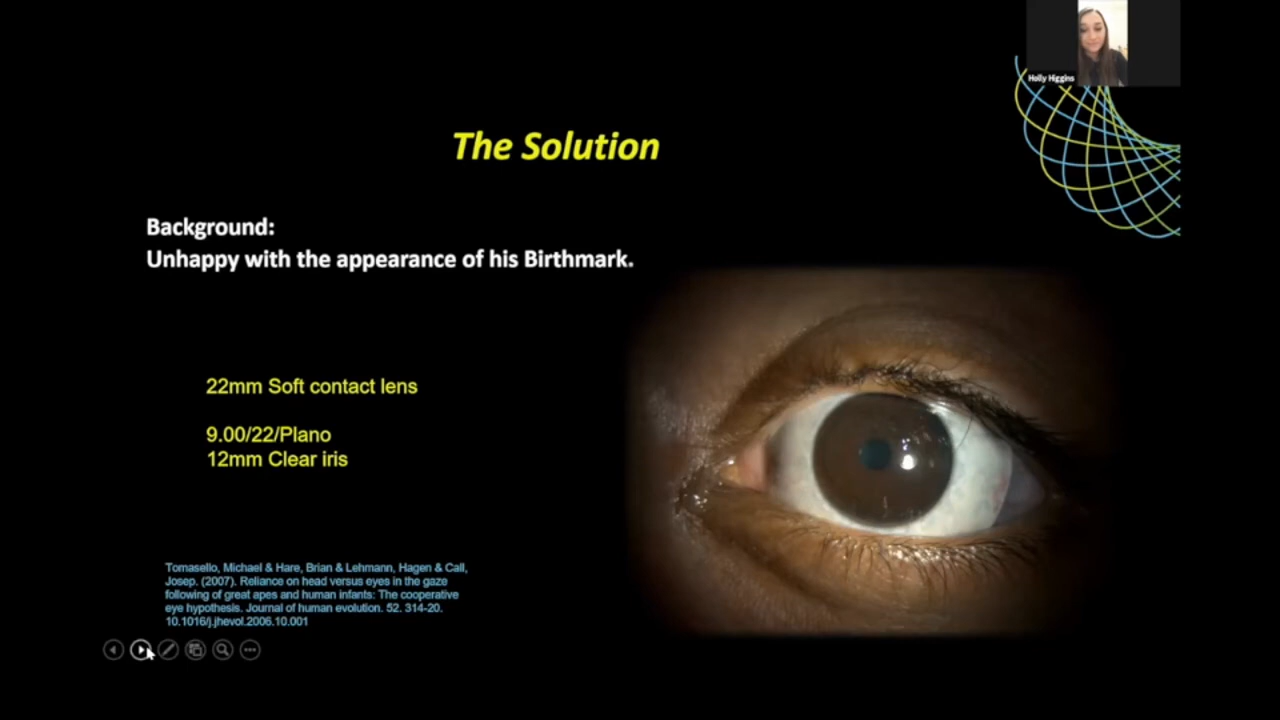 Holly Higgins
The Solution
Background:
Unhappy with the appearance of his Birthmark.
22mm Soft contact lens
9.00/22/Plano
12mm Clear iris
Tomasello, Michael & Hare, Brian & Lehmann, Hagen & Call,
Josep. (2007). Reliance on head versus eyes in the gaze
following of great apes and human infants: The cooperative
eye hypothesis. Journal of human evolution. 52. 314-20.
10.1016/j.jhevol.2006.10.001